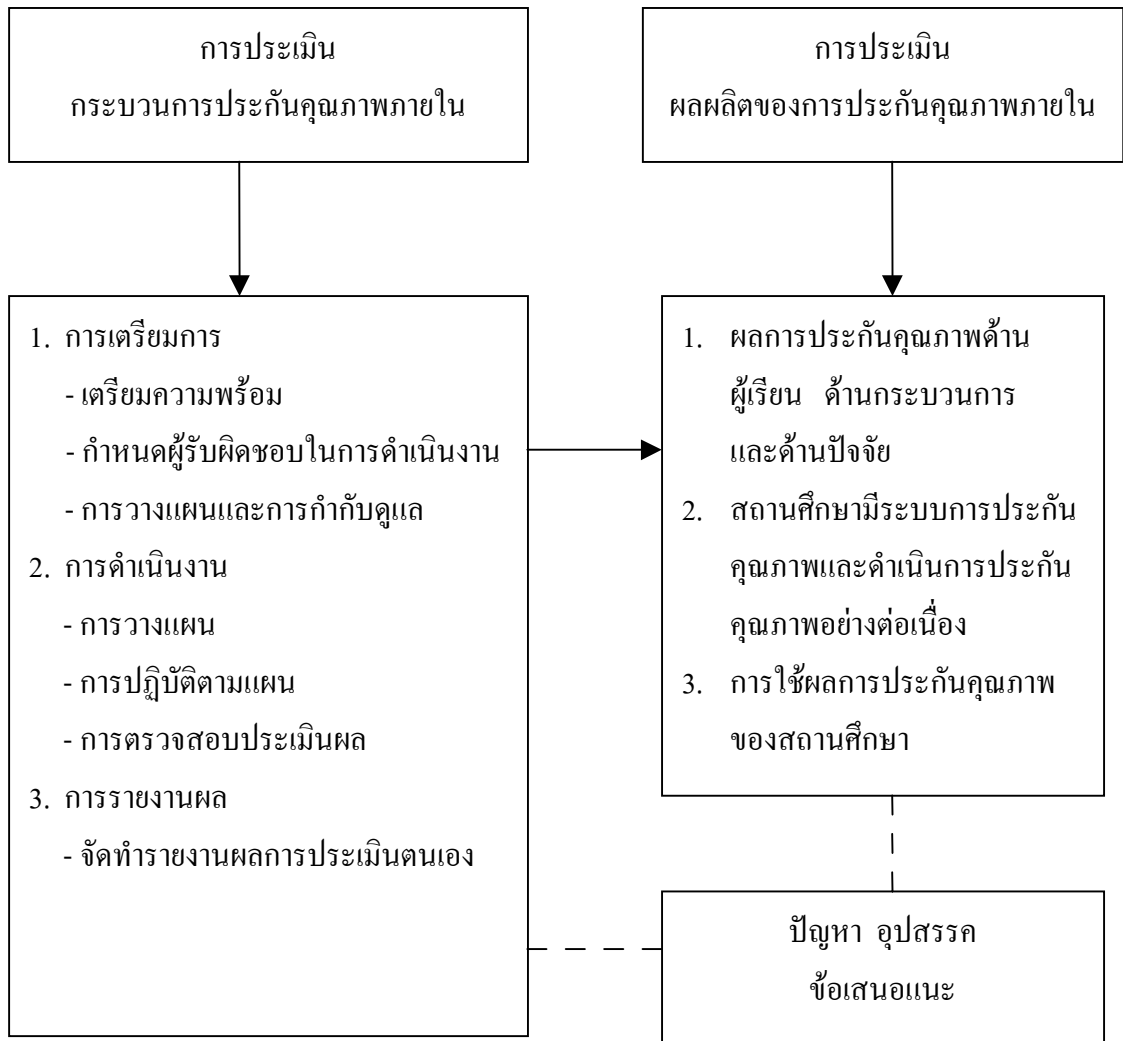 การประเมิน
กระบวนการประกันคุณภาพภายใน
การประเมิน
ผลผลิตของการประกันคุณภาพภายใน
1. การเตรียมการ
- เตรียมความพร้อม
- กำหนดผู้รับผิดชอบในการดำเนินงาน
- การวางแผนและการกำกับดูแล
2. การดำเนินงาน
- การวางแผน
- การปฏิบัติตามแผน
- การตรวจสอบประเมินผล
3. การรายงานผล
- จัดทำรายงานผลการประเมินตนเอง
1. ผลการประกันคุณภาพด้าน
ผู้เรียน ด้านกระบวนการ
และด้านปัจจัย
2. สถานศึกษามีระบบการประกัน
คุณภาพและดำเนินการประกัน
คุณภาพอย่างต่อเนื่อง
3. การใช้ผลการประกันคุณภาพ
ของสถานศึกษา
ปัญหา อุปสรรค
ข้อเสนอแนะ